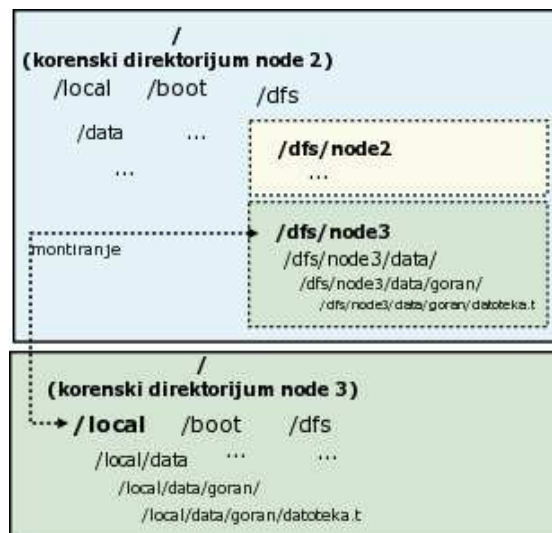 /
(korenski direktorijum node 2)
/local /boot /dfs
/data ...
...
/dfs/node2
...
montiranje
/dfs/node3
/dfs/node3/data/
/dfs/node3/data/goran/
/dfs/node3/data/goran/datoteka.t
/
(korenski direktorijum node 3)
/local /boot /dfs
/local/data ... ...
/local/data/goran/
/local/data/goran/datoteka.t